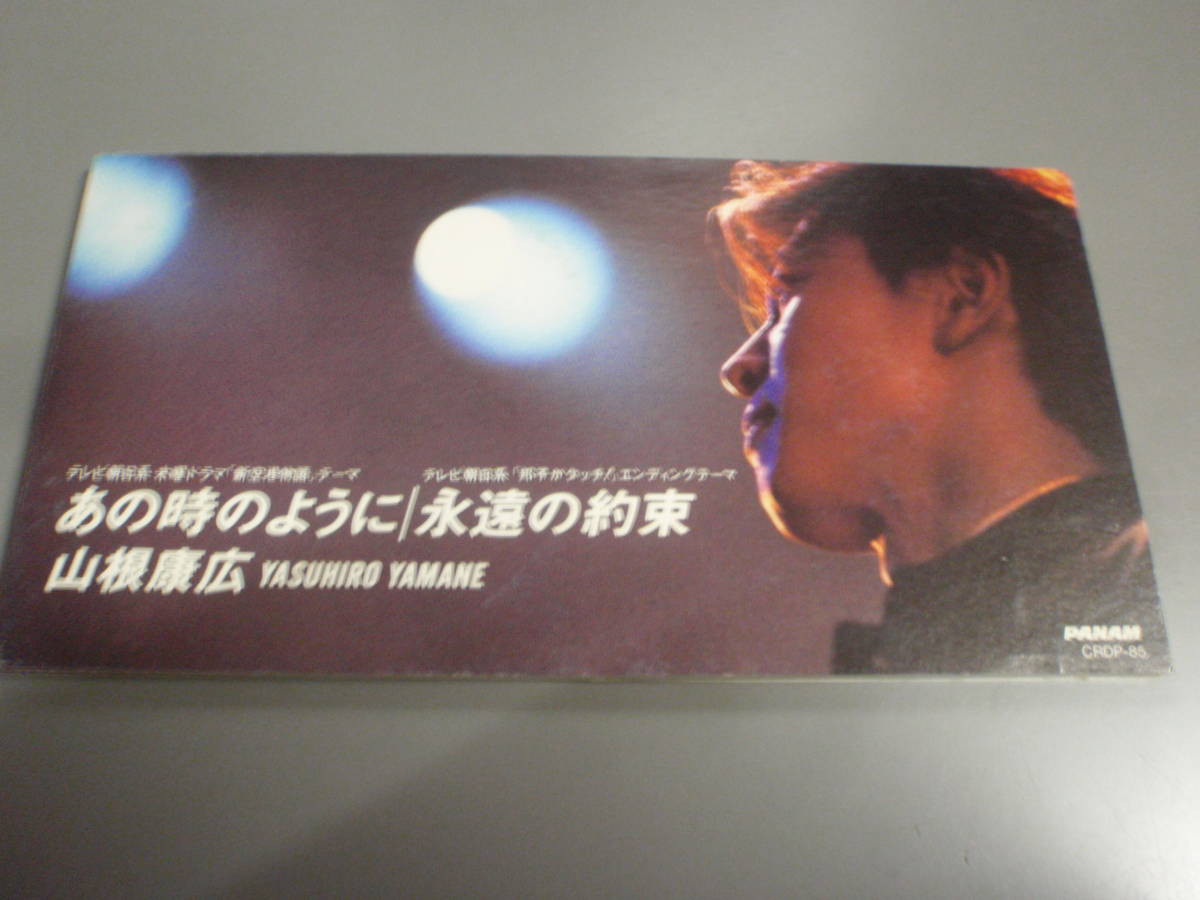 テレビ朝日系 木曜ドラマ「新空港物語」テーマ
テレビ朝日系「邦子がタッチ!」エンディングテーマ
あの時のように/永遠の約束
山根康広 YASUHIRO YAMANE
PANAM
CRDP-85